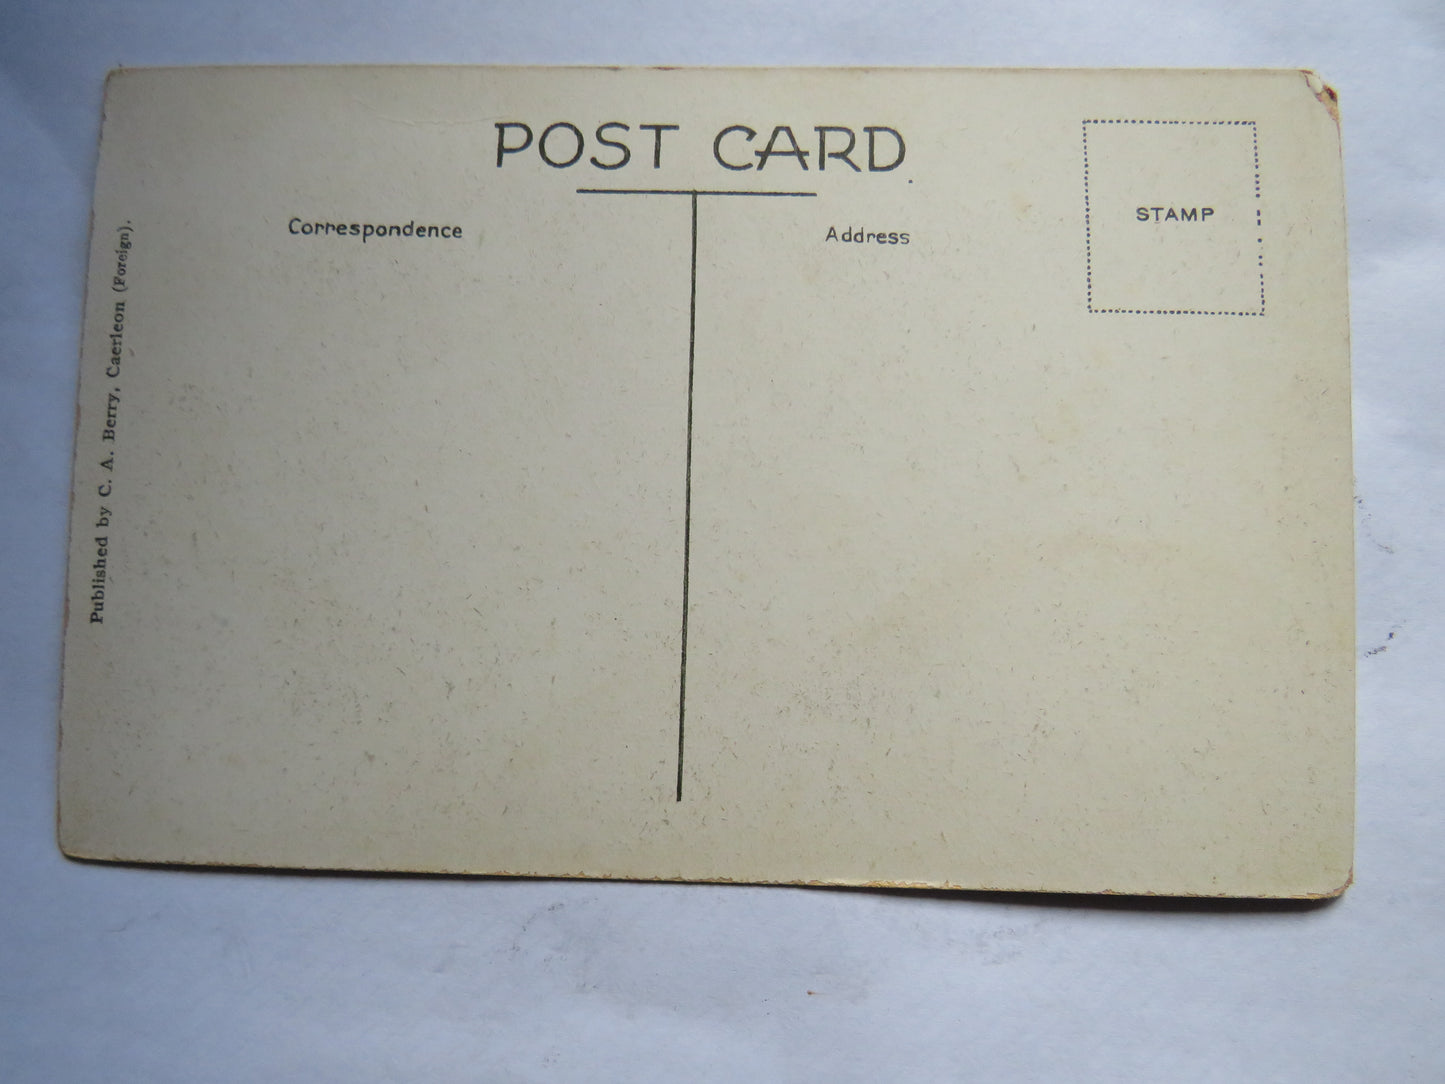 POST CARD
Correspondence
Address
STAMP
Published by C. A. Berry, Caerleon (Foreign).